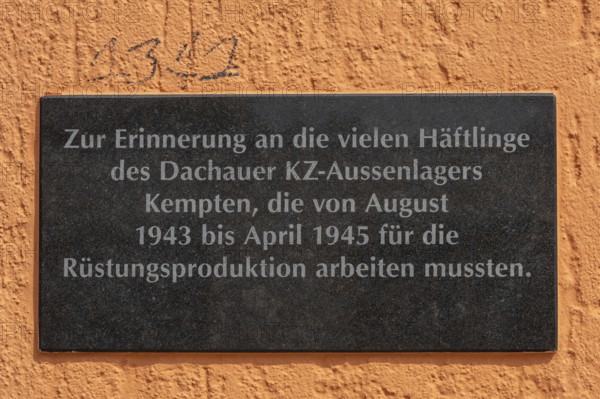 1341
Zur Erinnerung an die vielen Häftlinge
des Dachauer KZ-Aussenlagers
Kempten, die von August
1943 bis April 1945 für die
Rüstungsproduktion arbeiten mussten.